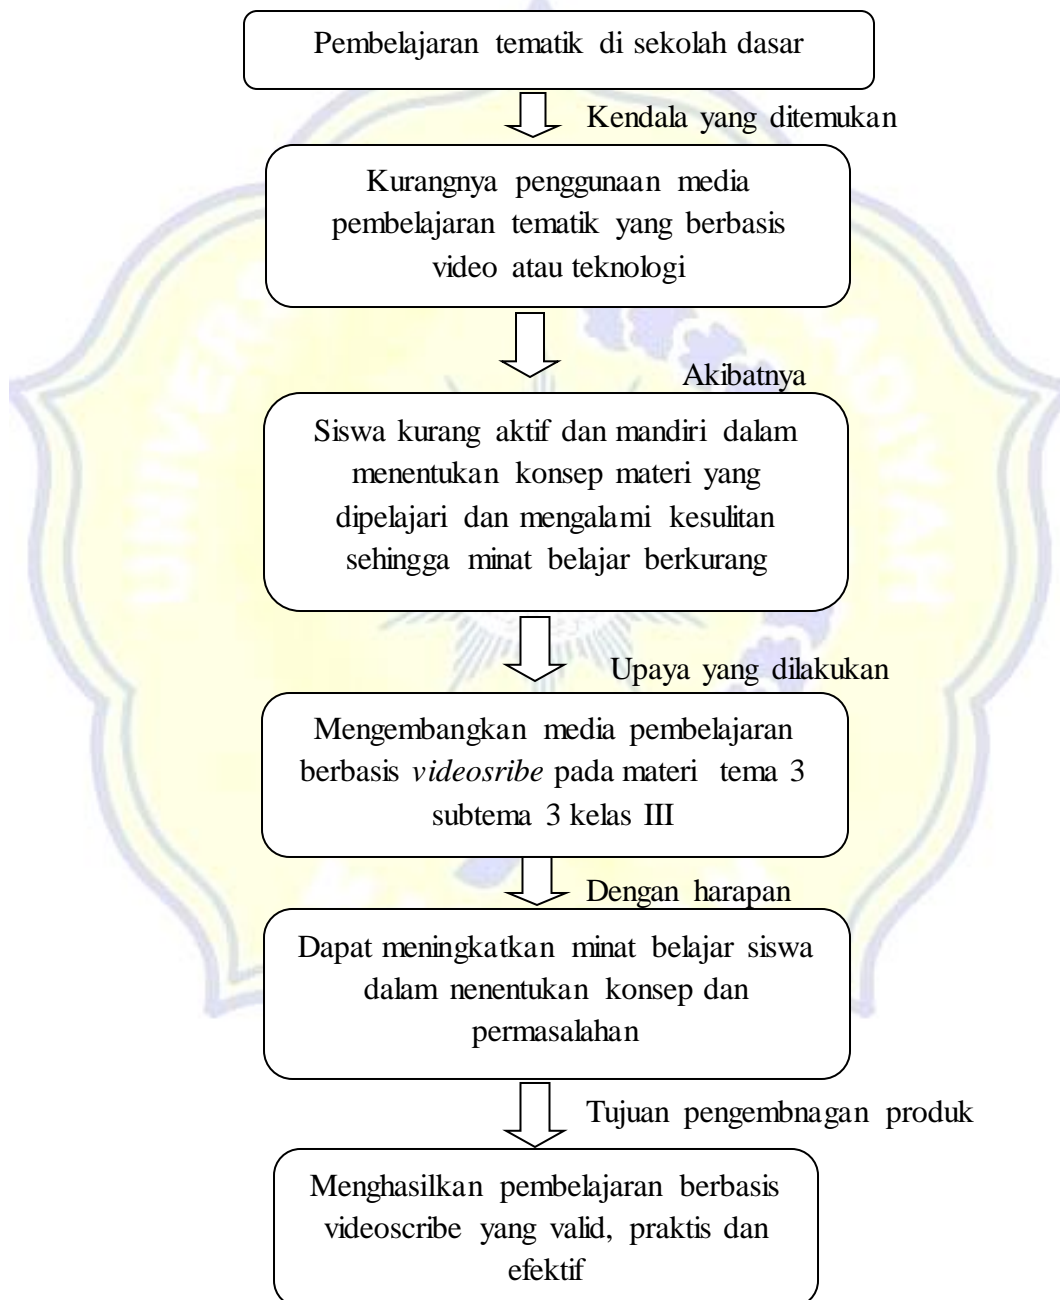 Pembelajaran tematik di sekolah dasar
Kendala yang ditemukan
Kurangnya penggunaan media
pembelajaran tematik yang berbasis
video atau teknologi
Akibatnya
Siswa kurang aktif dan mandiri dalam
menentukan konsep materi yang
dipelajari dan mengalami kesulitan
sehingga minat belajar berkurang
Upaya yang dilakukan
Mengembangkan media pembelajaran
berbasis videosribe pada materi tema 3
subtema 3 kelas III
Dengan harapan
Dapat meningkatkan minat belajar siswa
dalam nenentukan konsep dan
permasalahan
Tujuan pengembnagan produk
Menghasilkan pembelajaran berbasis
videoscribe yang valid, praktis dan
efektif